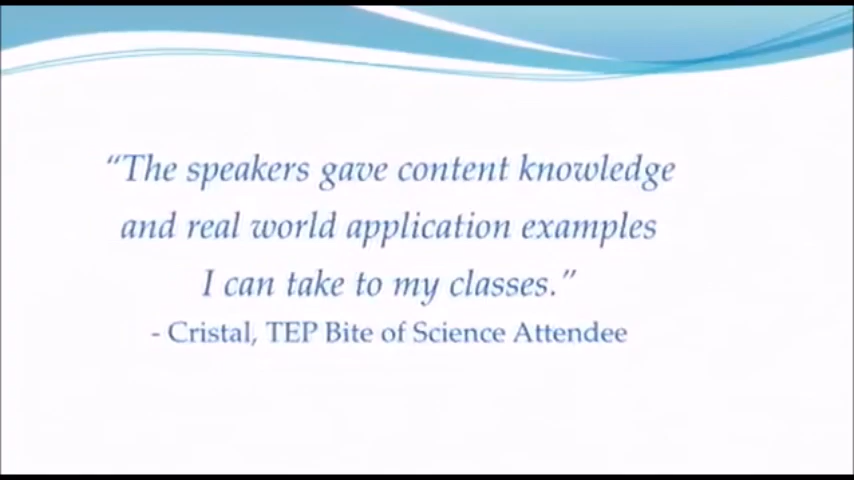 “The speakers gave content knowledge
and real world application examples
I can take to my classes.”
- Cristal, TEP Bite of Science Attendee